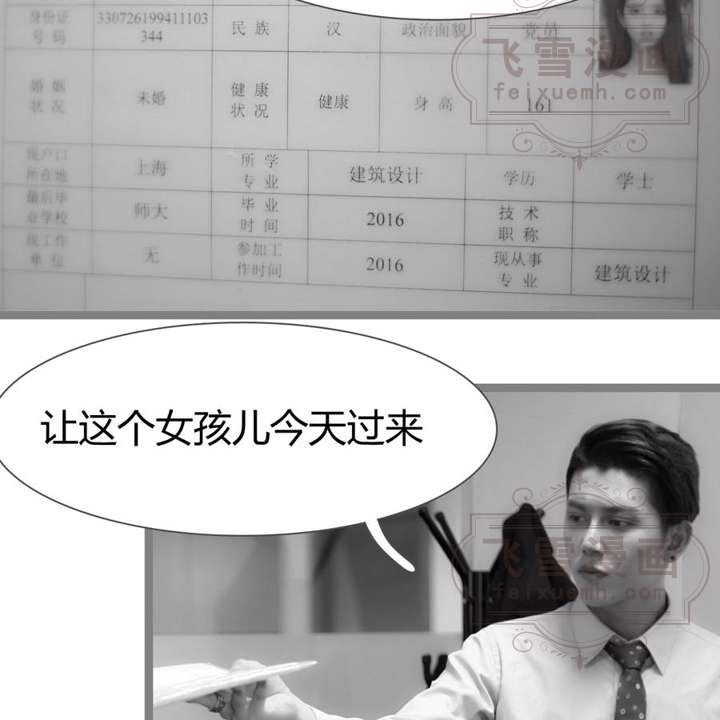 身份证
号码
330726199411103
344
民族
汉
政治面貌
党员
婚姻
状况
未婚
健康
状况
健康
身高
161
现户口
所在地
上海
所学
专业
建筑设计
学历
学士
最后毕
业学校
师大
毕业
时间
2016
技术
职称
现工作
单位
无
参加工
作时间
2016
现从事
专业
建筑设计
飞雪漫画
feixuemh.com
让这个女孩儿今天过来
飞雪漫画
feixuemh.com